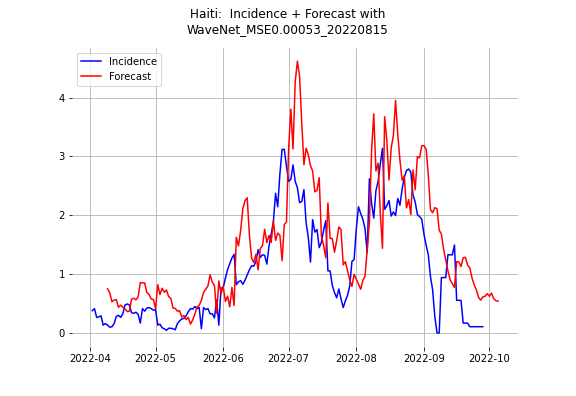 Haiti:  Incidence + Forecast with
WaveNet_MSE0.00053_20220815
Incidence
Forecast
4
3
2
1
0
2022-04 2022-05 2022-06 2022-07 2022-08 2022-09 2022-10